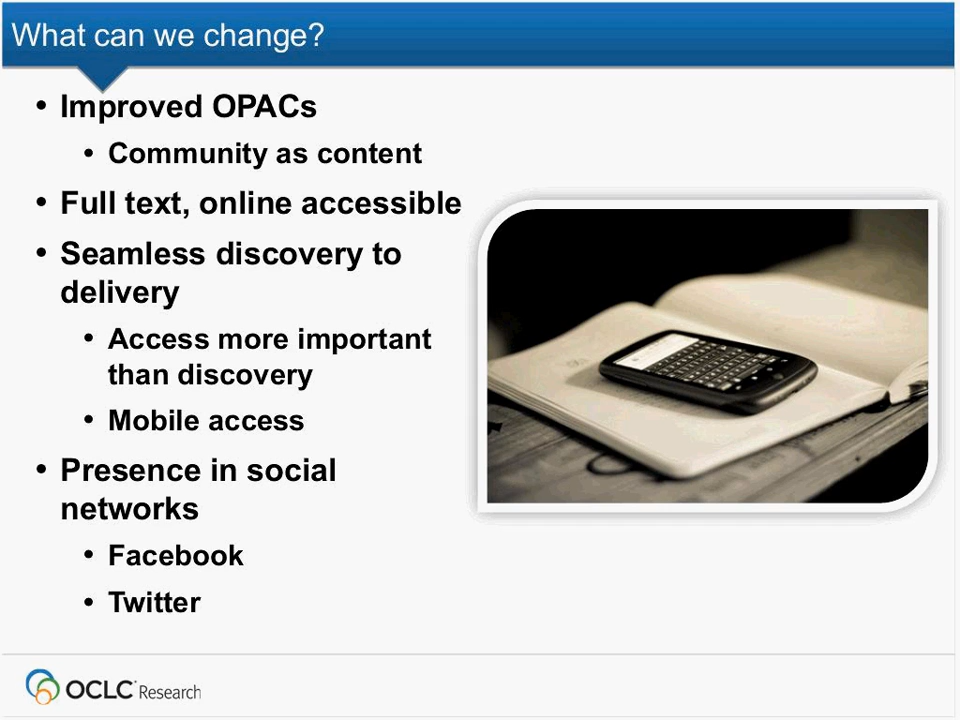 What can we change?
• Improved OPACs
• Community as content
• Full text, online accessible
• Seamless discovery to
delivery
• Access more important
than discovery
• Mobile access
• Presence in social
networks
• Facebook
• Twitter
OCLC Research